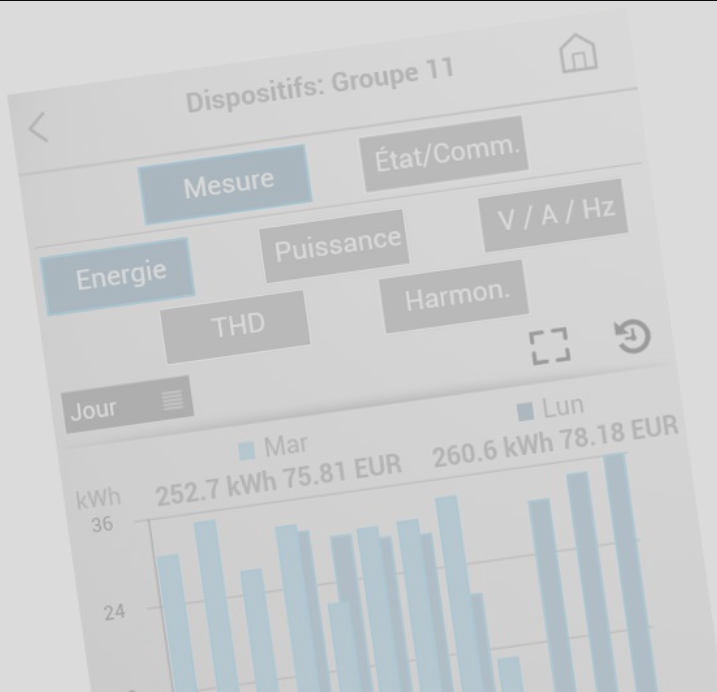 Dispositifs: Groupe 11
Mesure
État/Comm.
Energie
Puissance
V / A / Hz
THD
Harmon.
Jour
Mar
Lun
252.7 kWh 75.81 EUR
260.6 kWh 78.18 EUR
kWh
36
24